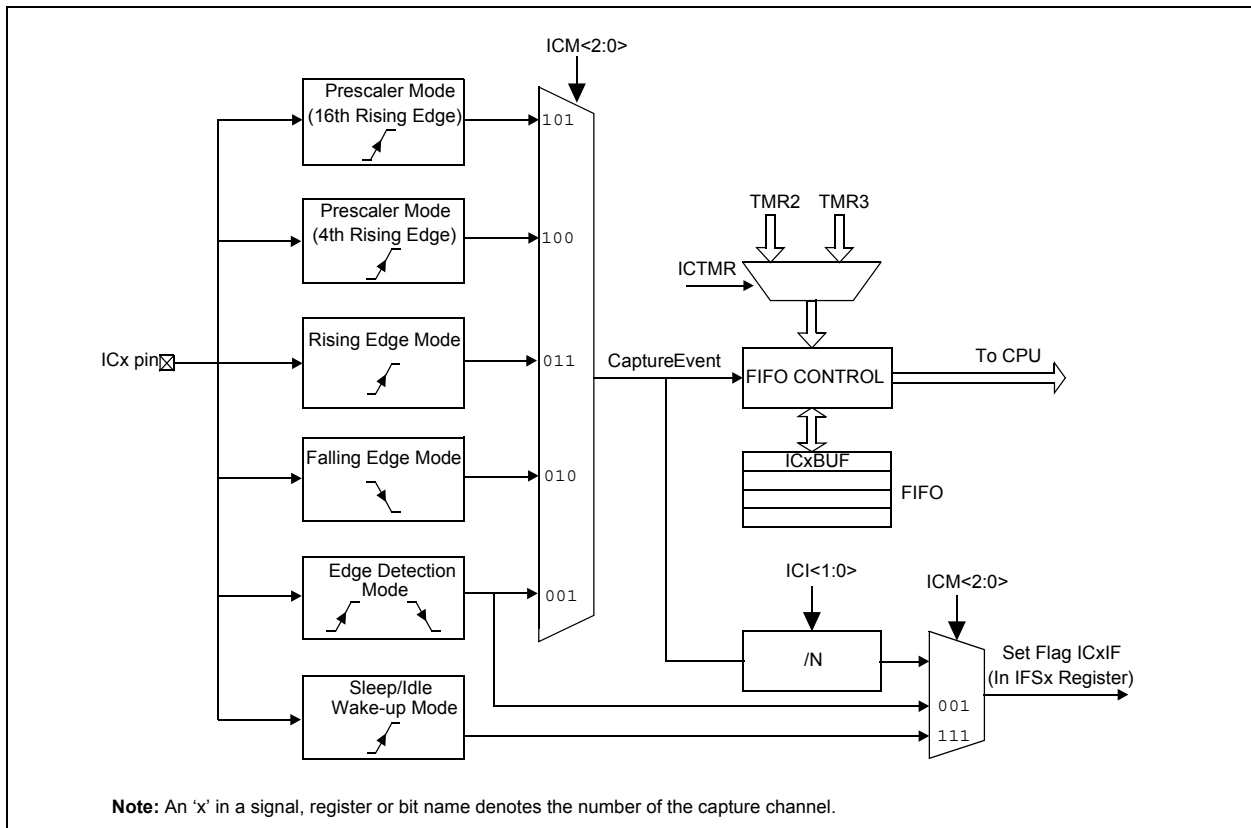 ICM<2:0>
Prescaler Mode
(16th Rising Edge)
101
Prescaler Mode
(4th Rising Edge)
100
TMR2 TMR3
ICTMR
ICx pin
Rising Edge Mode
011
CaptureEvent
FIFO CONTROL
To CPU
Falling Edge Mode
010
ICxBUF
FIFO
Edge Detection
Mode
001
ICI<1:0>
ICM<2:0>
/N
Set Flag ICxIF
(In IFSx Register)
Sleep/Idle
Wake-up Mode
001
111
Note: An ‘x’ in a signal, register or bit name denotes the number of the capture channel.